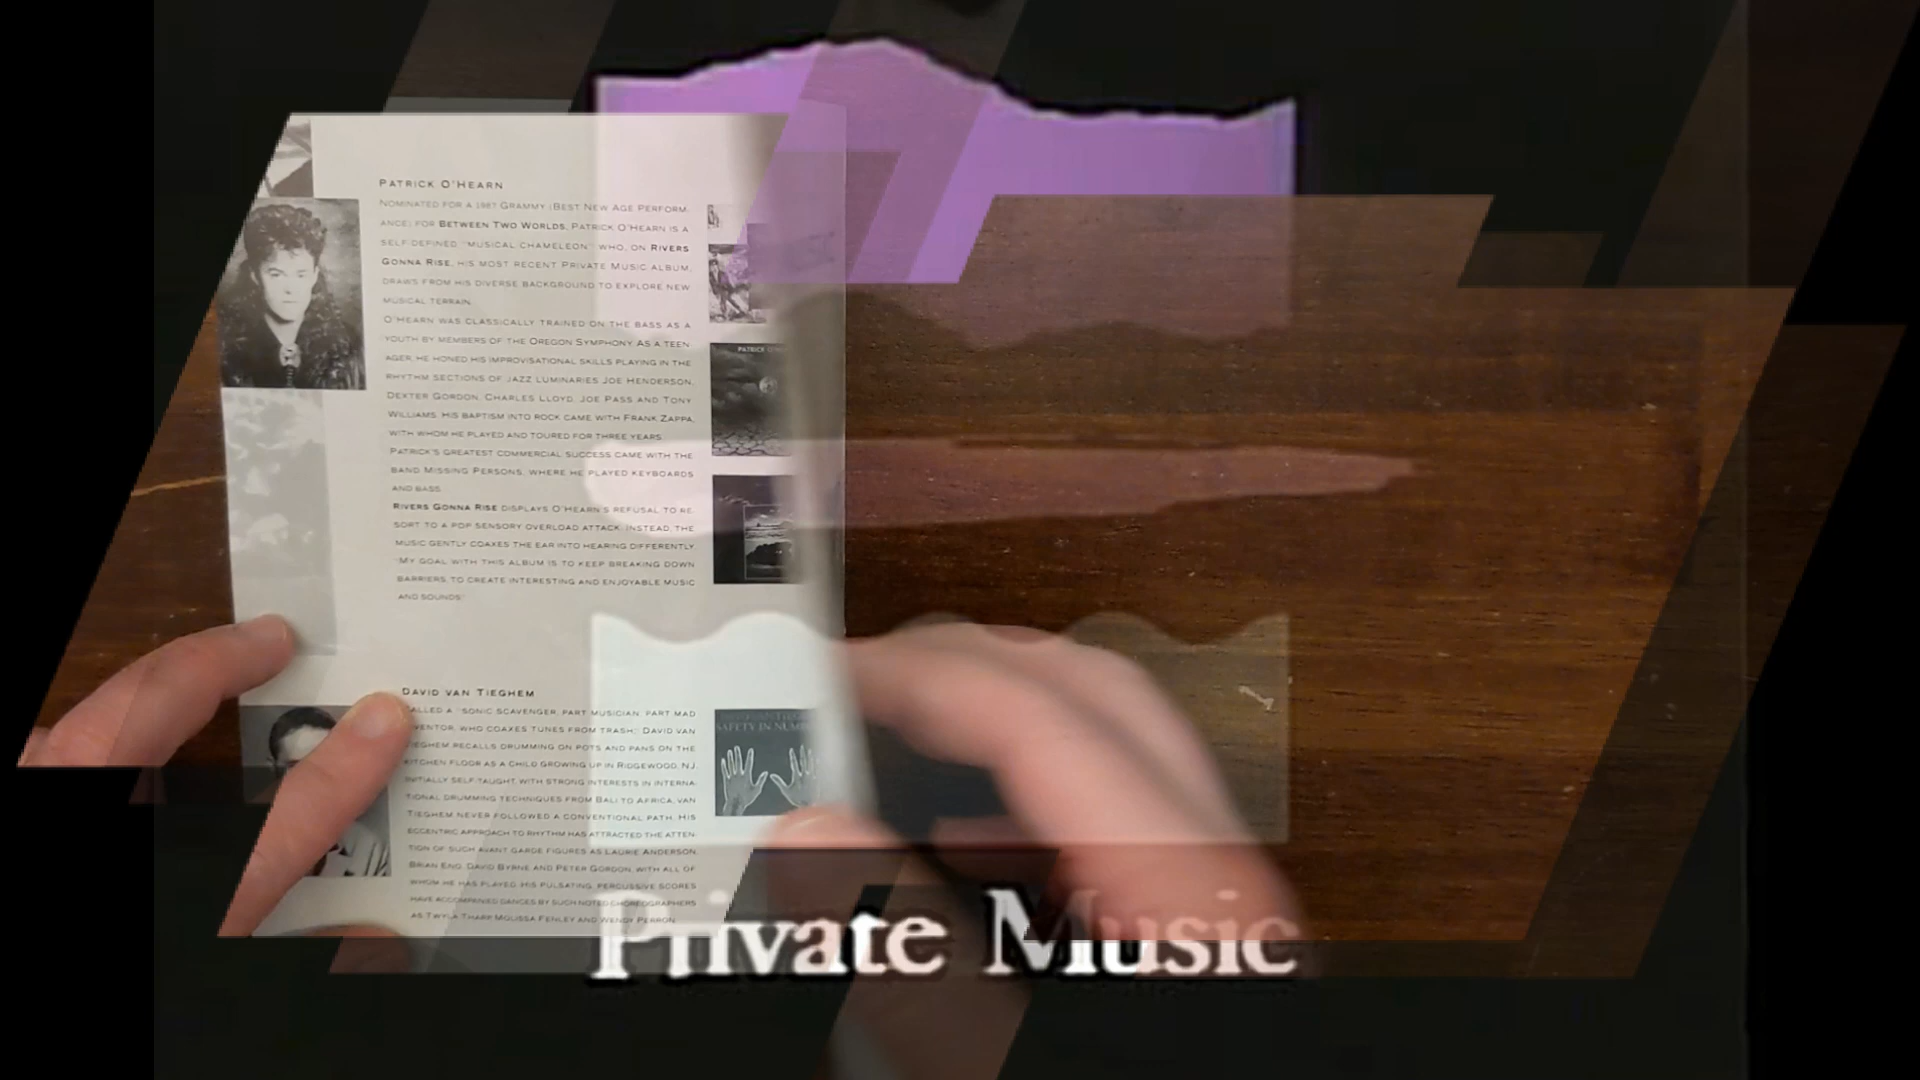 PATRICK O'HEARN
NOMINATED FOR A 1987 GRAMMY (BEST NEW AGE PERFORM-
ANCE) FOR BETWEEN TWO WORLDS, PATRICK O'HEARN IS A
SELF-DEFINED "MUSICAL CHAMELEON" WHO, ON RIVERS
GONNA RISE, HIS MOST RECENT PRIVATE MUSIC ALBUM,
DRAWS FROM HIS DIVERSE BACKGROUND TO EXPLORE NEW
MUSICAL TERRAIN.
O'HEARN WAS CLASSICALLY TRAINED ON THE BASS AS A
YOUTH BY MEMBERS OF THE OREGON SYMPHONY. AS A TEEN
AGER, HE HONED HIS IMPROVISATIONAL SKILLS PLAYING IN THE
RHYTHM SECTIONS OF JAZZ LUMINARIES JOE HENDERSON,
DEXTER GORDON, CHARLES LLOYD, JOE PASS AND TONY
WILLIAMS. HIS BAPTISM INTO ROCK CAME WITH FRANK ZAPPA,
WITH WHOM HE PLAYED AND TOURED FOR THREE YEARS.
PATRICK'S GREATEST COMMERCIAL SUCCESS CAME WITH THE
BAND MISSING PERSONS, WHERE HE PLAYED KEYBOARDS
AND BASS.
RIVERS GONNA RISE DISPLAYS O'HEARN'S REFUSAL TO RE-
SORT TO A POP SENSORY OVERLOAD ATTACK. INSTEAD, THE
MUSIC GENTLY COAXES THE EAR INTO HEARING DIFFERENTLY.
"MY GOAL WITH THIS ALBUM IS TO KEEP BREAKING DOWN
BARRIERS, TO CREATE INTERESTING AND ENJOYABLE MUSIC
AND SOUNDS."
PATRICK
DAVID VAN TIEGHEM
CALLED A "SONIC SCAVENGER, PART MUSICIAN, PART MAD
INVENTOR, WHO COAXES TUNES FROM TRASH," DAVID VAN
TIEGHEM RECALLS DRUMMING ON POTS AND PANS ON THE
KITCHEN FLOOR AS A CHILD GROWING UP IN RIDGEWOOD, NJ.
INITIALLY SELF-TAUGHT, WITH STRONG INTERESTS IN INTERNA-
TIONAL DRUMMING TECHNIQUES FROM BALI TO AFRICA, VAN
TIEGHEM NEVER FOLLOWED A CONVENTIONAL PATH. HIS
ECCENTRIC APPROACH TO RHYTHM HAS ATTRACTED THE ATTEN-
TION OF SUCH AVANT GARDE FIGURES AS LAURIE ANDERSON,
BRIAN ENO, DAVID BYRNE AND PETER GORDON, WITH ALL OF
WHOM HE HAS PLAYED. HIS PULSATING, PERCUSSIVE SCORES
HAVE ACCOMPANIED DANCES BY SUCH NOTED CHOREOGRAPHERS
AS TWYLA THARP, MOLISSA FENLEY AND WENDY PERRON.
SAFETY IN
Private Music